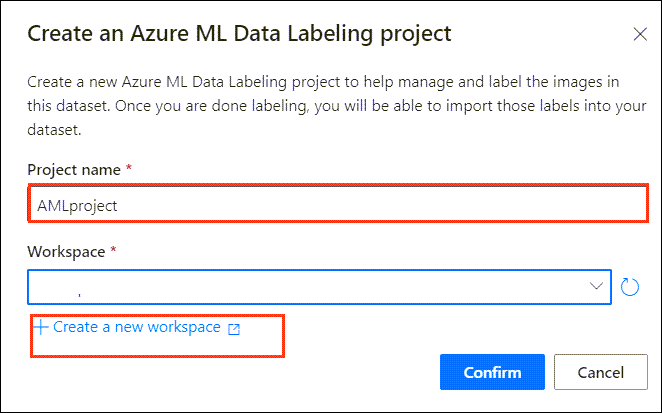 Create an Azure ML Data Labeling project
Create a new Azure ML Data Labeling project to help manage and label the images in
this dataset. Once you are done labeling, you will be able to import those labels into your
dataset.
Project name *
AMLproject
Workspace *
Create a new workspace
Confirm
Cancel